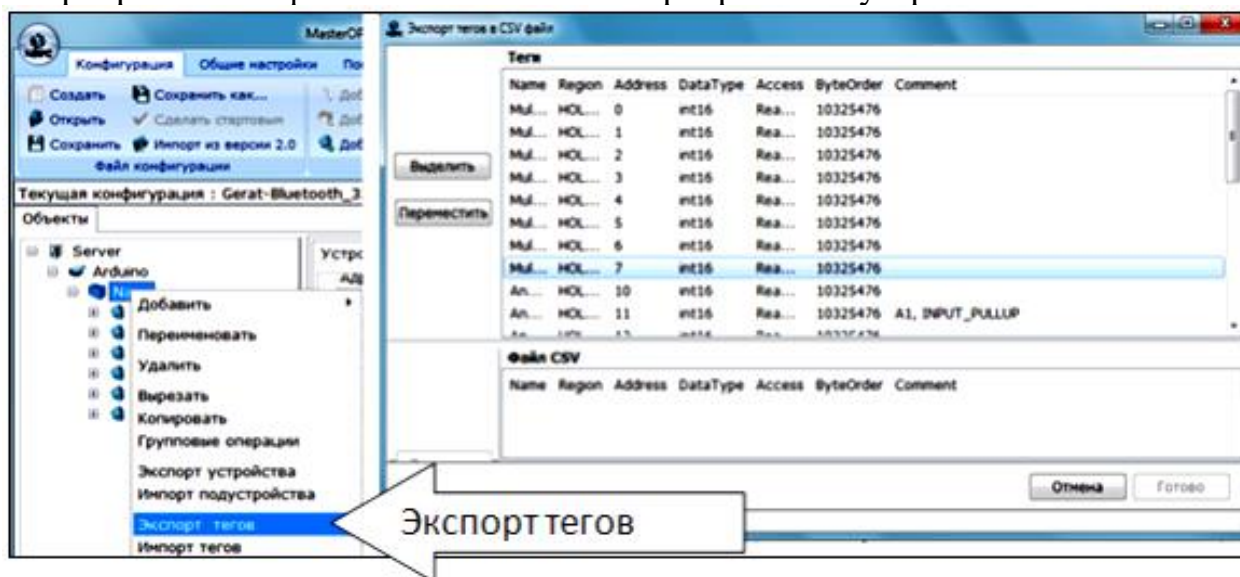 MasterOP
Конфигурация Общие настройки По
Создать Сохранить как... Доб
Открыть Сделать стартовым Доб
Сохранить Импорт из версии 2.0 Доб
Файл конфигурации
Текущая конфигурация : Gerat-Bluetooth_3
Объекты
Server
Arduino
N
Устро
Добавить
Переименовать
Удалить
Вырезать
Копировать
Групповые операции
Экспорт устройства
Импорт подустройства
Экспорт тегов
Импорт тегов
Экспорт тегов в CSV файл
Теги
Name Region Address DataType Access ByteOrder Comment
Mul... HOL... 0 int16 Rea... 10325476
Mul... HOL... 1 int16 Rea... 10325476
Mul... HOL... 2 int16 Rea... 10325476
Mul... HOL... 3 int16 Rea... 10325476
Mul... HOL... 4 int16 Rea... 10325476
Mul... HOL... 5 int16 Rea... 10325476
Mul... HOL... 6 int16 Rea... 10325476
Mul... HOL... 7 int16 Rea... 10325476
An... HOL... 10 int16 Rea... 10325476
An... HOL... 11 int16 Rea... 10325476 A1, INPUT_PULLUP
Выделить
Переместить
Файл CSV
Name Region Address DataType Access ByteOrder Comment
Отмена Готово
Экспорт тегов